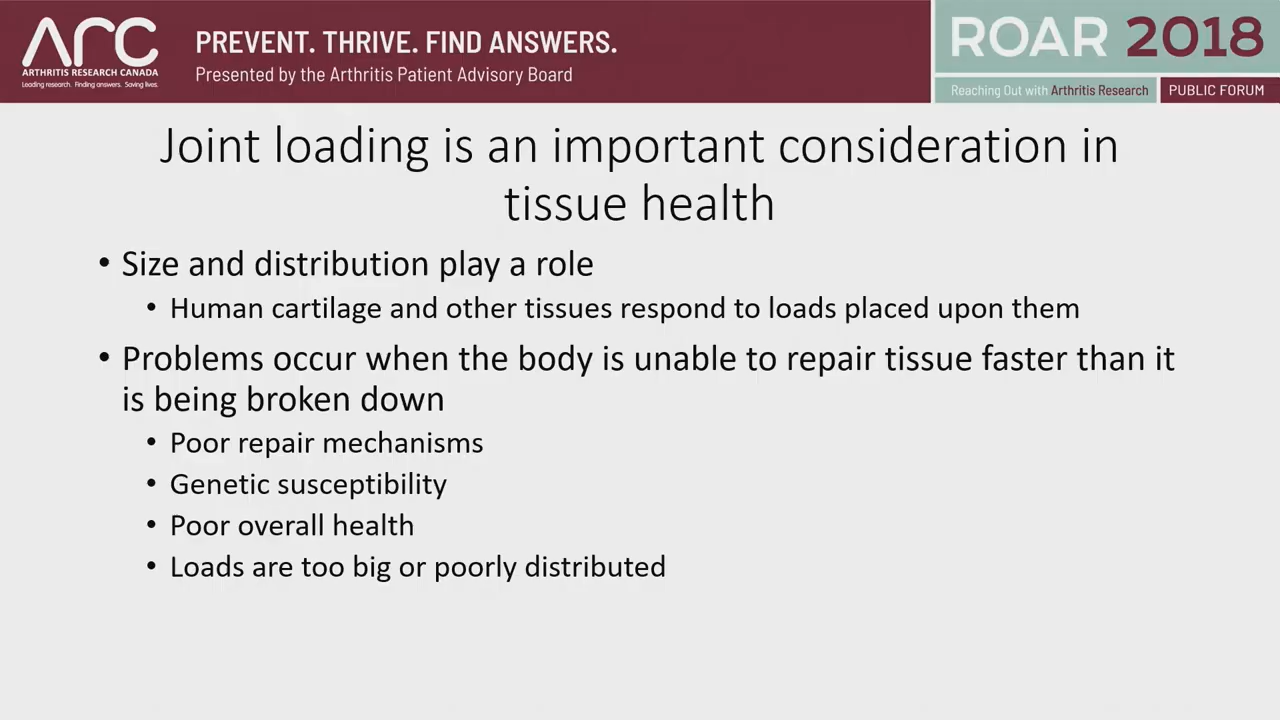 ARC
ARTHRITIS RESEARCH CANADA
Leading research. Finding answers. Saving lives.
PREVENT. THRIVE. FIND ANSWERS.
Presented by the Arthritis Patient Advisory Board
ROAR 2018
Reaching Out with Arthritis Research
PUBLIC FORUM
Joint loading is an important consideration in
tissue health
• Size and distribution play a role
• Human cartilage and other tissues respond to loads placed upon them
• Problems occur when the body is unable to repair tissue faster than it
is being broken down
• Poor repair mechanisms
• Genetic susceptibility
• Poor overall health
• Loads are too big or poorly distributed